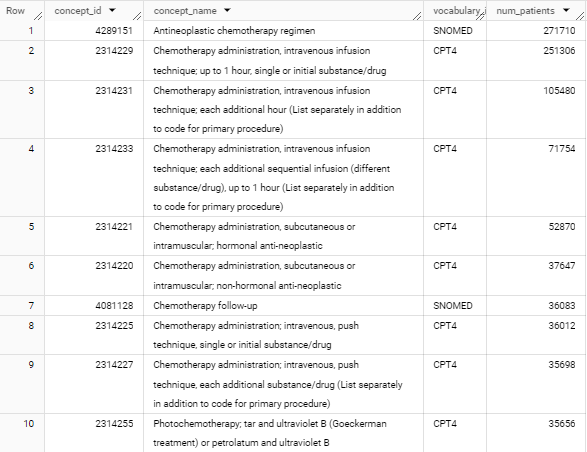 Row concept_id concept_name vocabulary_i num_patients
1 4289151 Antineoplastic chemotherapy regimen SNOMED 271710
2 2314229 Chemotherapy administration, intravenous infusion CPT4 251306
technique; up to 1 hour, single or initial substance/drug
3 2314231 Chemotherapy administration, intravenous infusion CPT4 105480
technique; each additional hour (List separately in addition
to code for primary procedure)
4 2314233 Chemotherapy administration, intravenous infusion CPT4 71754
technique; each additional sequential infusion (different
substance/drug), up to 1 hour (List separately in addition
to code for primary procedure)
5 2314221 Chemotherapy administration, subcutaneous or CPT4 52870
intramuscular; hormonal anti-neoplastic
6 2314220 Chemotherapy administration, subcutaneous or CPT4 37647
intramuscular; non-hormonal anti-neoplastic
7 4081128 Chemotherapy follow-up SNOMED 36083
8 2314225 Chemotherapy administration; intravenous, push CPT4 36012
technique, single or initial substance/drug
9 2314227 Chemotherapy administration; intravenous, push CPT4 35698
technique, each additional substance/drug (List separately
in addition to code for primary procedure)
10 2314255 Photochemotherapy; tar and ultraviolet B (Goeckerman CPT4 35656
treatment) or petrolatum and ultraviolet B